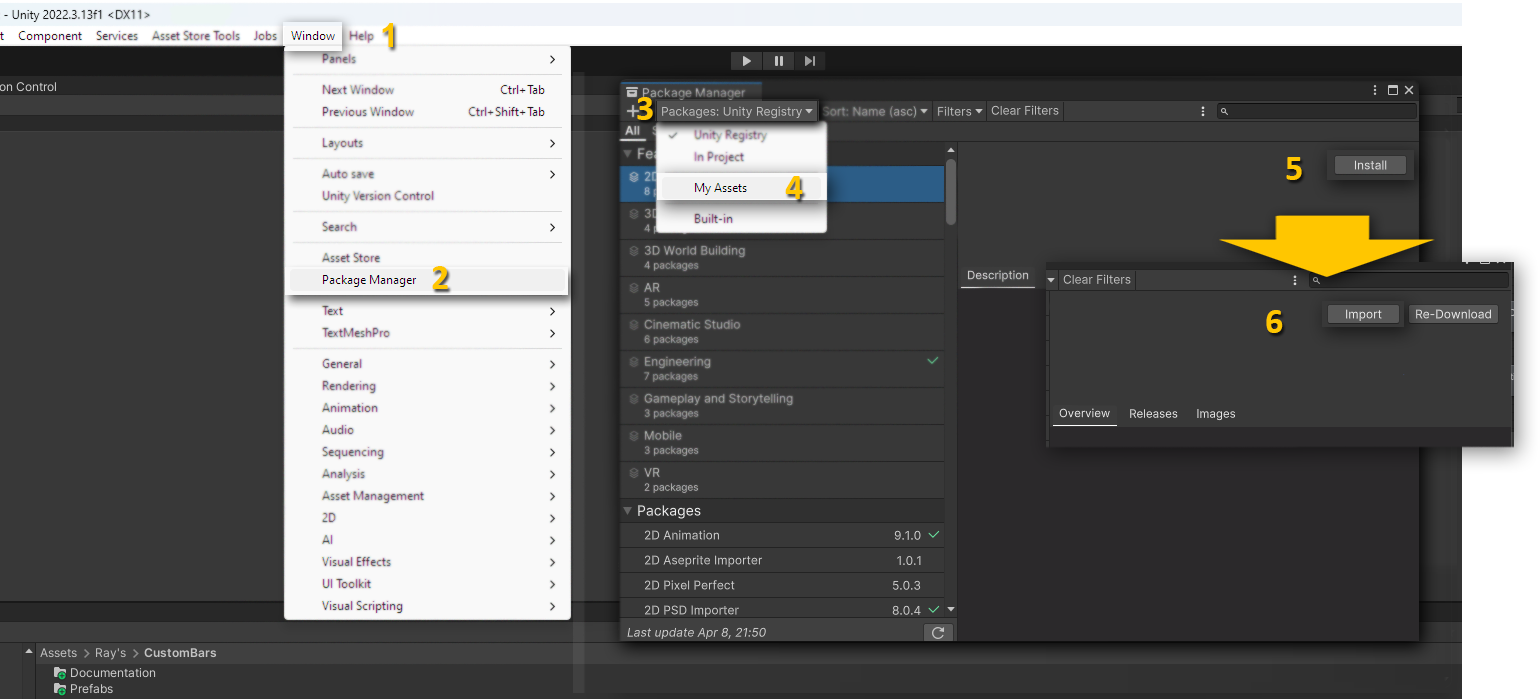 - Unity 2022.3.13f1 <DX11>
t Component Services Asset Store Tools Jobs Window Help 1
on Control
Panels
Next Window Ctrl+Tab
Previous Window Ctrl+Shift+Tab
Layouts
Auto save
Unity Version Control
Search
Asset Store
Package Manager 2
Text
TextMeshPro
General
Rendering
Animation
Audio
Sequencing
Analysis
Asset Management
2D
AI
Visual Effects
UI Toolkit
Visual Scripting
Package Manager
3 Packages: Unity Registry Sort: Name (asc) Filters Clear Filters
All
Unity Registry
In Project
My Assets 4
Built-in
Fea
2D
8 p
3D
4 p
3D World Building
4 packages
AR
5 packages
Cinematic Studio
6 packages
Engineering
7 packages
Gameplay and Storytelling
3 packages
Mobile
3 packages
VR
2 packages
Packages
2D Animation 9.1.0
2D Aseprite Importer 1.0.1
2D Pixel Perfect 5.0.3
2D PSD Importer 8.0.4
Last update Apr 8, 21:50
5 Install
Description
Clear Filters
6 Import Re-Download
Overview Releases Images
Assets > Ray's > CustomBars
Documentation
Prefabs